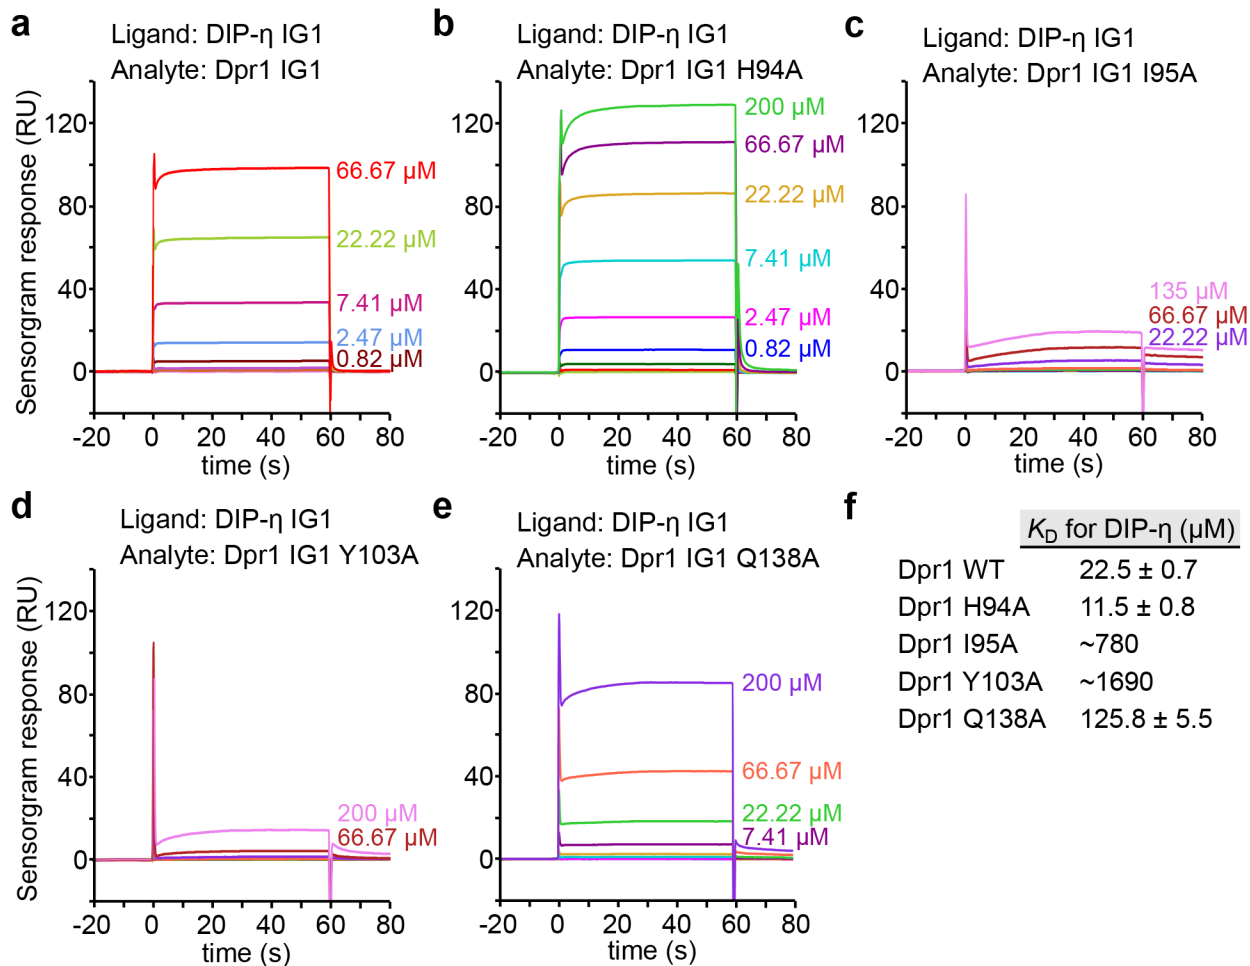 a
Ligand: DIP-η IG1
Analyte: Dpr1 IG1
Sensorgram response (RU)
120
80
40
0
-20 0 20 40 60 80
time (s)
66.67 µM
22.22 µM
7.41 µM
2.47 µM
0.82 µM
b
Ligand: DIP-η IG1
Analyte: Dpr1 IG1 H94A
120
80
40
0
-20 0 20 40 60 80
time (s)
200 µM
66.67 µM
22.22 µM
7.41 µM
2.47 µM
0.82 µM
c
Ligand: DIP-η IG1
Analyte: Dpr1 IG1 I95A
120
80
40
0
-20 0 20 40 60 80
time (s)
135 µM
66.67 µM
22.22 µM
d
Ligand: DIP-η IG1
Analyte: Dpr1 IG1 Y103A
Sensorgram response (RU)
120
80
40
0
-20 0 20 40 60 80
time (s)
200 µM
66.67 µM
e
Ligand: DIP-η IG1
Analyte: Dpr1 IG1 Q138A
120
80
40
0
-20 0 20 40 60 80
time (s)
200 µM
66.67 µM
22.22 µM
7.41 µM
f
KD for DIP-η (µM)
Dpr1 WT 22.5 ± 0.7
Dpr1 H94A 11.5 ± 0.8
Dpr1 I95A ~780
Dpr1 Y103A ~1690
Dpr1 Q138A 125.8 ± 5.5